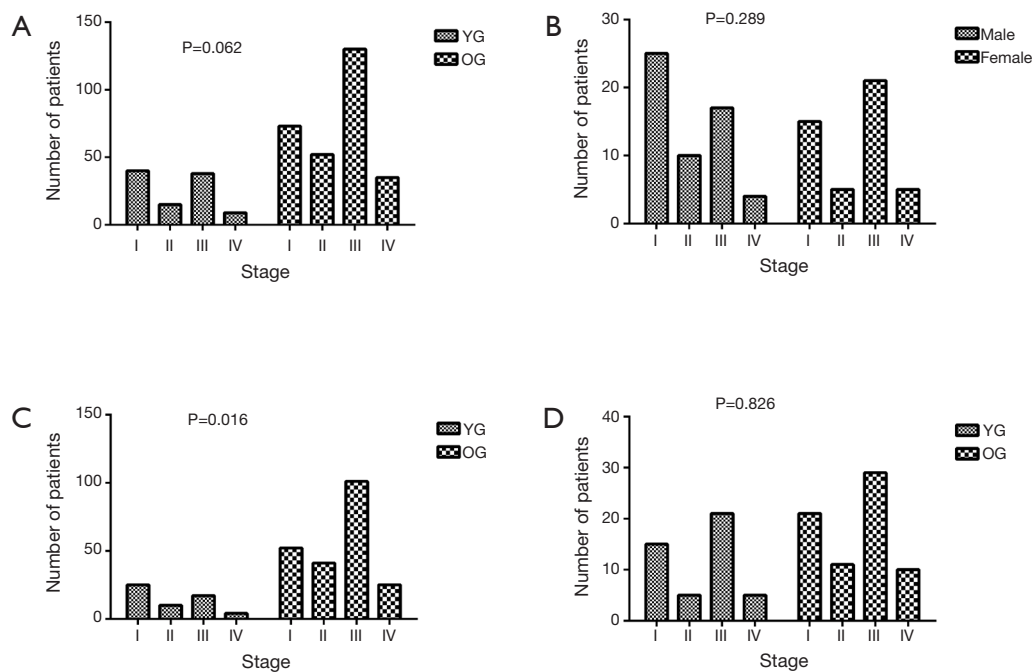 A
P=0.062
YG
OG
Number of patients
150
100
50
0
I II III IV I II III IV
Stage
B
P=0.289
Male
Female
Number of patients
30
20
10
0
I II III IV I II III IV
Stage
C
P=0.016
YG
OG
Number of patients
150
100
50
0
I II III IV I II III IV
Stage
D
P=0.826
YG
OG
Number of patients
40
30
20
10
0
I II III IV I II III IV
Stage